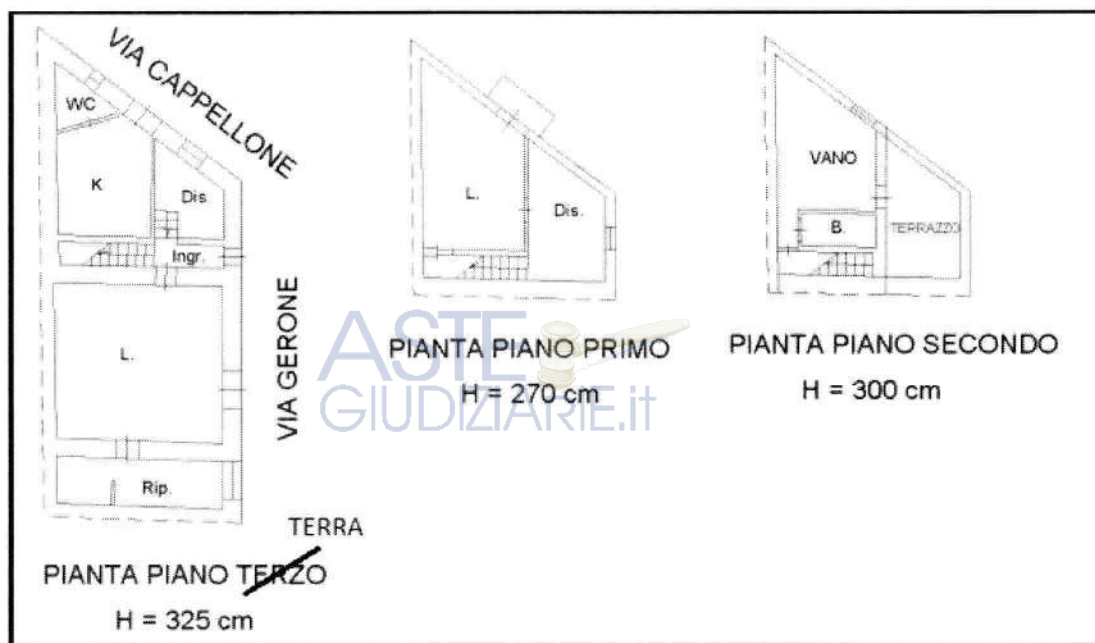 VIA CAPPELLONE
WC
K
Dis.
Ingr.
L.
Rip.
VIA GERONE
TERRA
PIANTA PIANO TERZO
H = 325 cm
L.
Dis.
PIANTA PIANO PRIMO
H = 270 cm
VANO
B.
TERRAZZO
PIANTA PIANO SECONDO
H = 300 cm
ASTE
GIUDIZIARIE.it